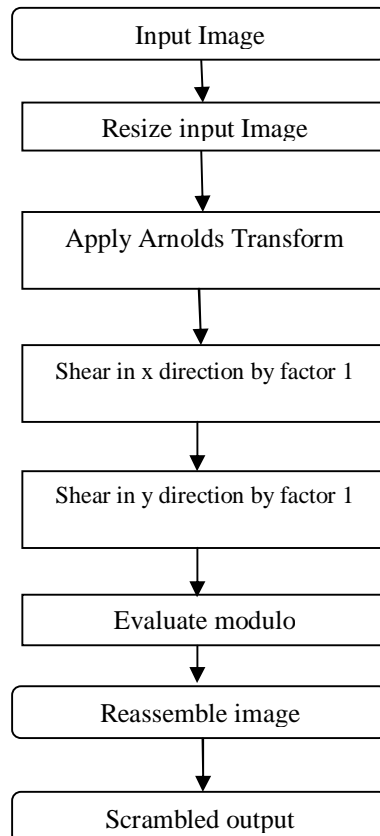 Input Image
Resize input Image
Apply Arnolds Transform
Shear in x direction by factor 1
Shear in y direction by factor 1
Evaluate modulo
Reassemble image
Scrambled output